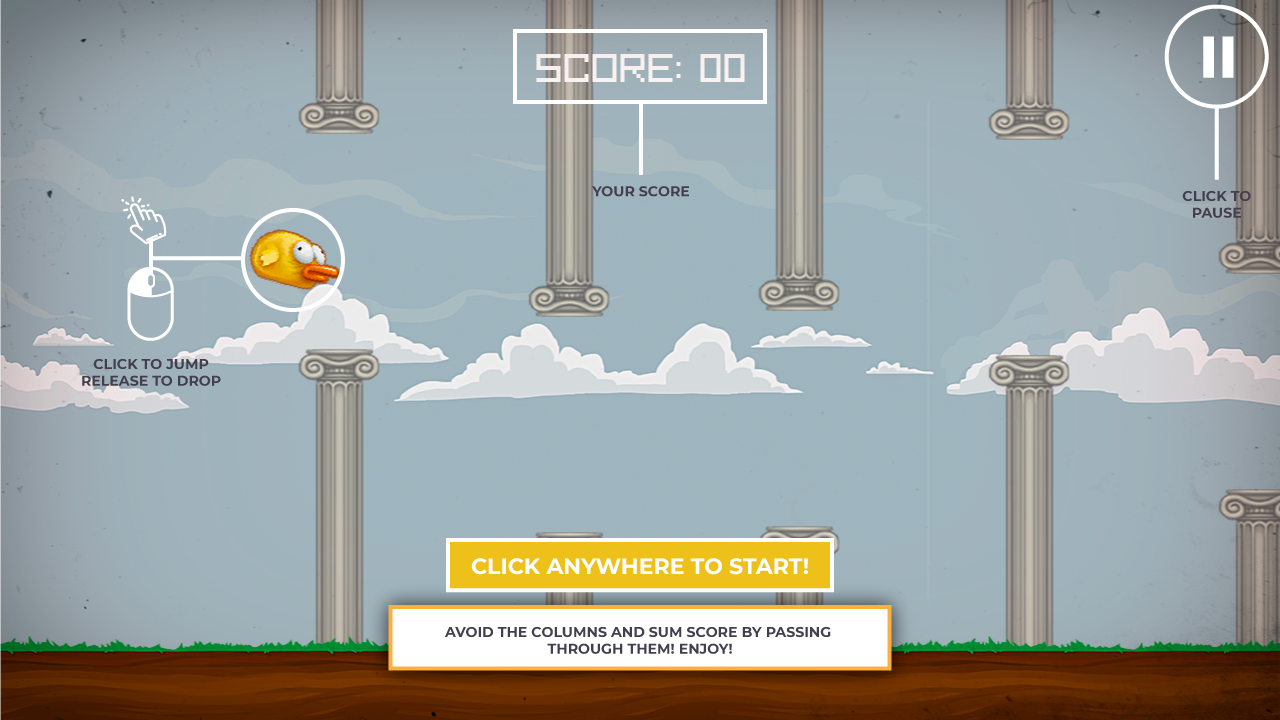 SCORE: 00
YOUR SCORE
CLICK TO
PAUSE
CLICK TO JUMP
RELEASE TO DROP
CLICK ANYWHERE TO START!
AVOID THE COLUMNS AND SUM SCORE BY PASSING
THROUGH THEM! ENJOY!